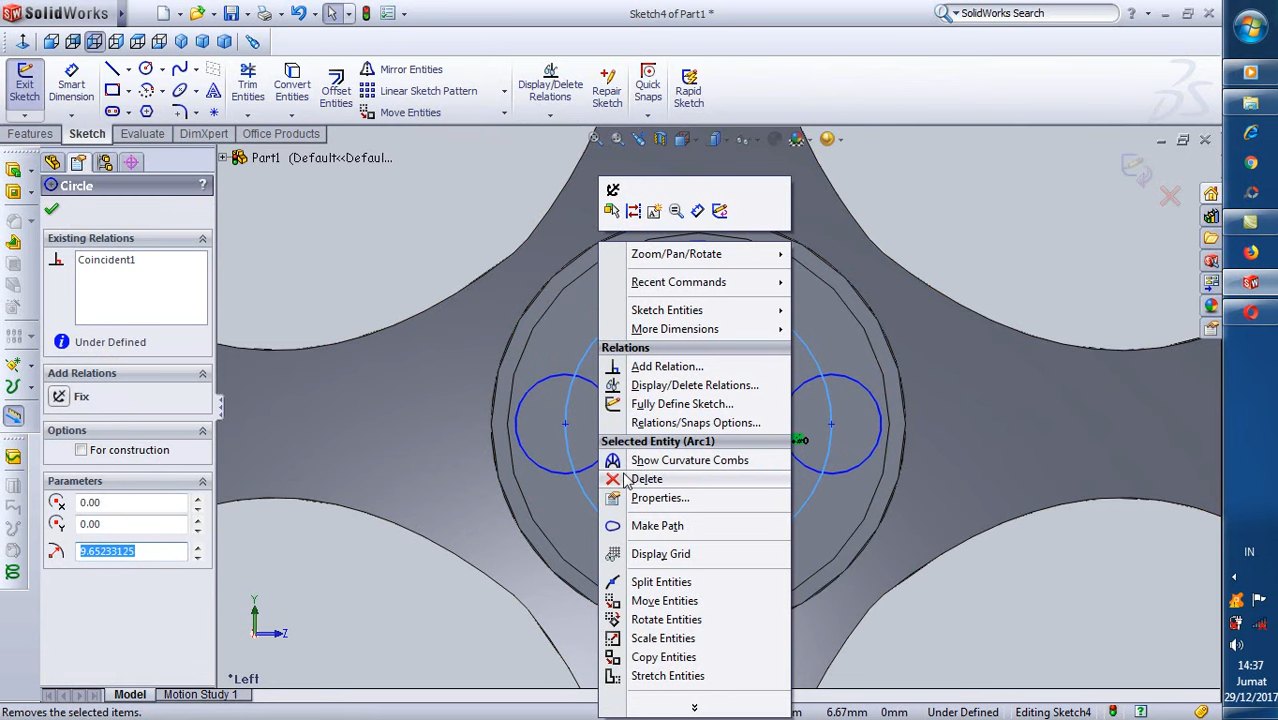 SolidWorks
Sketch4 of Part1 *
SolidWorks Search
Exit Sketch
Smart Dimension
Trim Entities
Convert Entities
Offset Entities
Mirror Entities
Linear Sketch Pattern
Move Entities
Display/Delete Relations
Repair Sketch
Quick Snaps
Rapid Sketch
Features
Sketch
Evaluate
DimXpert
Office Products
Part1 (Default<<Defaul...
Circle
?
Existing Relations
Coincident1
Under Defined
Add Relations
Fix
Options
For construction
Parameters
0.00
0.00
9.65233125
Zoom/Pan/Rotate
Recent Commands
Sketch Entities
More Dimensions
Relations
Add Relation...
Display/Delete Relations...
Fully Define Sketch...
Relations/Snaps Options...
Selected Entity (Arc1)
Show Curvature Combs
Delete
Properties...
Make Path
Display Grid
Split Entities
Move Entities
Rotate Entities
Scale Entities
Copy Entities
Stretch Entities
Y
Z
*Left
Model
Motion Study 1
Removes the selected items.
6.67mm 0mm Under Defined Editing Sketch4
IN
14:37
Jumat
29/12/2017